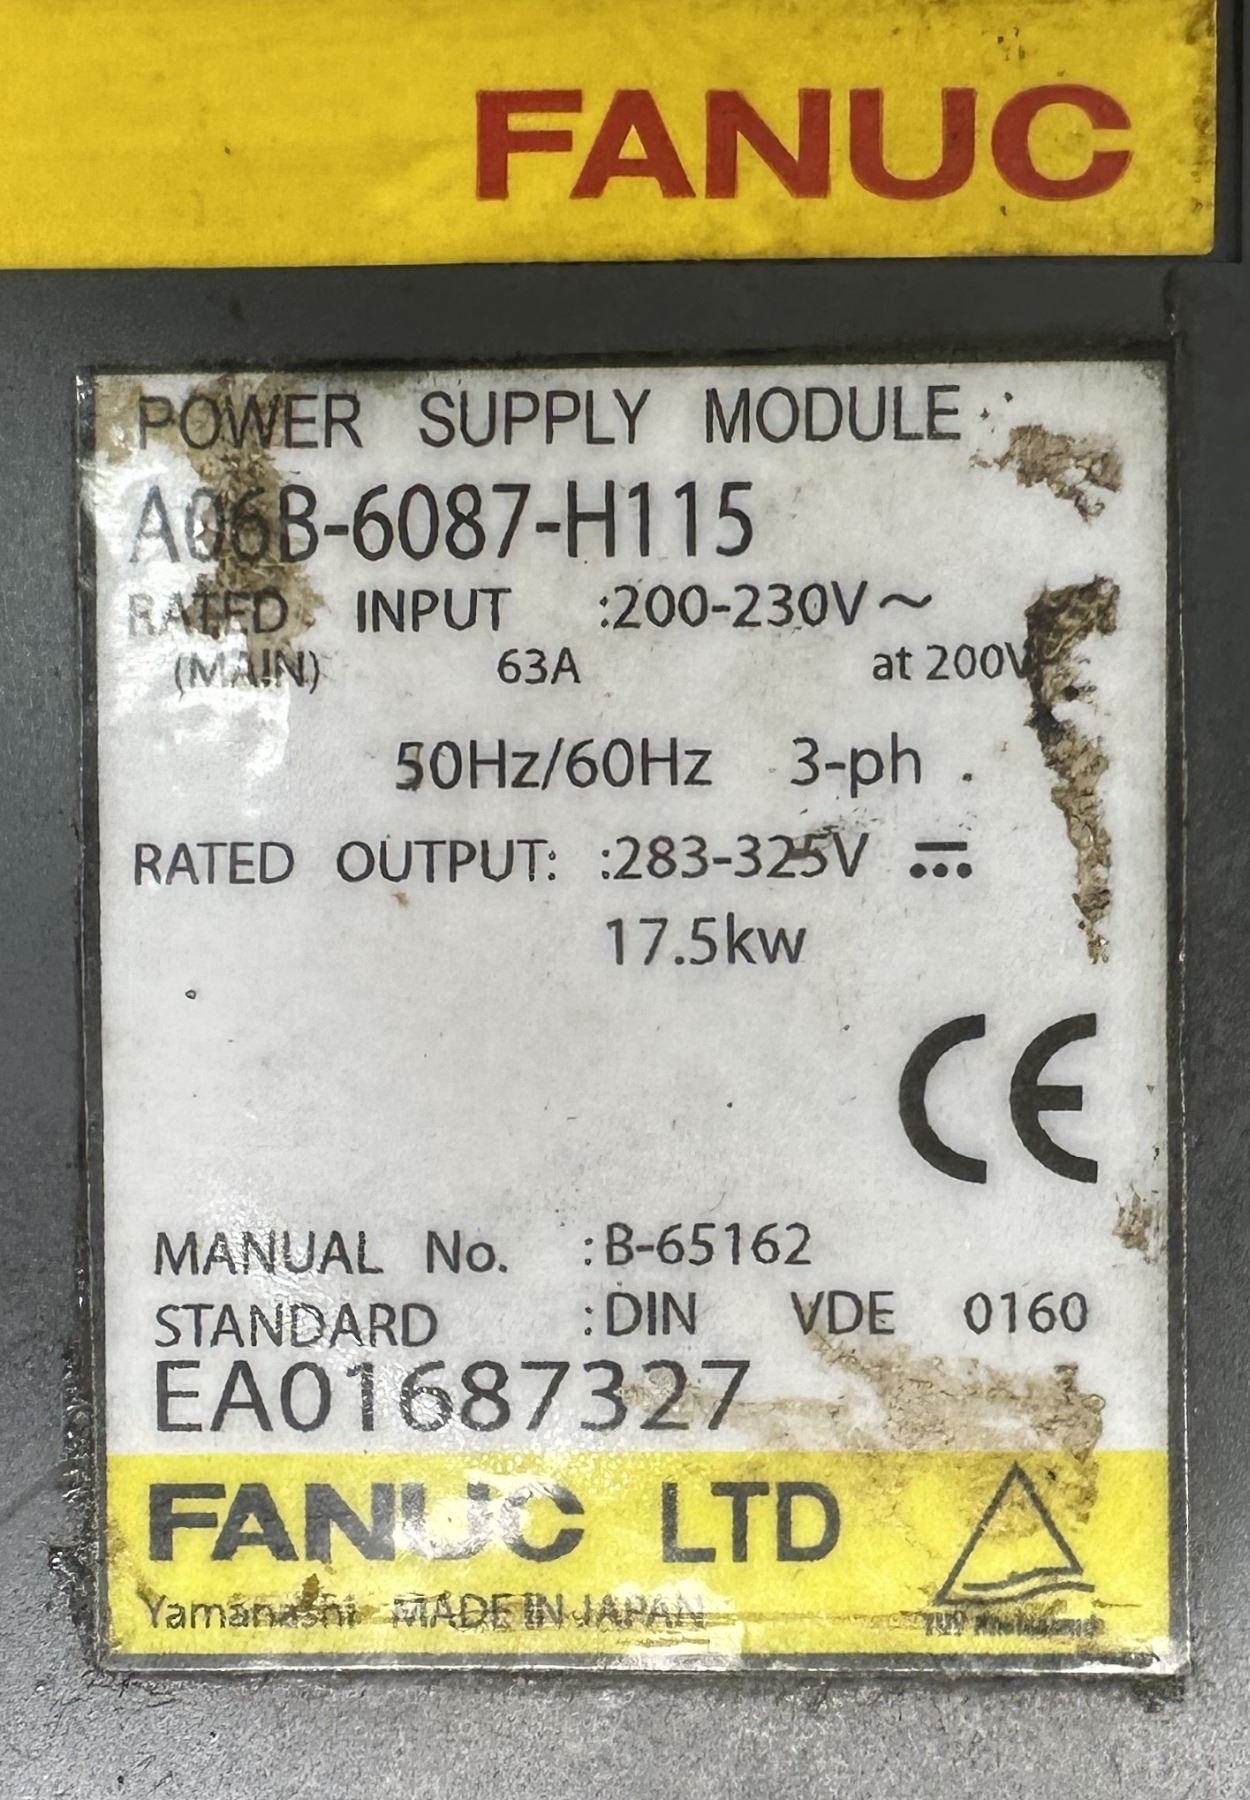 FANUC
POWER SUPPLY MODULE
A06B-6087-H115
RATED INPUT :200-230V~
(MAIN) 63A at 200V
50Hz/60Hz 3-ph
RATED OUTPUT: :283-325V ⎓
17.5kw
CE
MANUAL No. :B-65162
STANDARD :DIN VDE 0160
EA01687327
FANUC LTD
Yamanashi MADE IN JAPAN